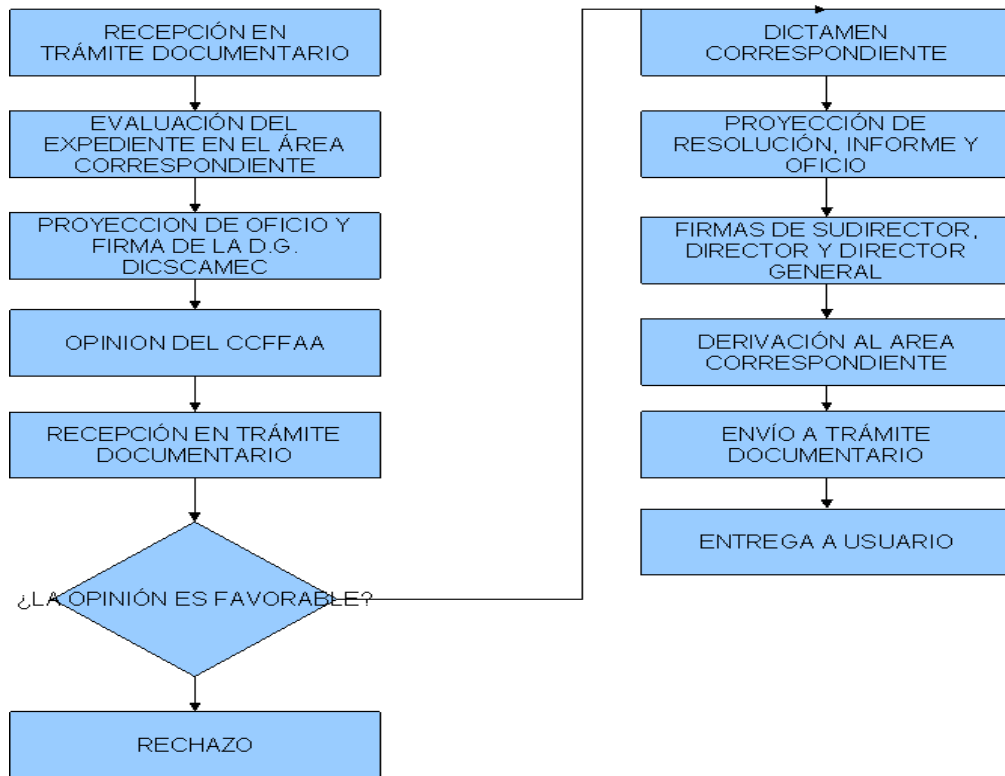 RECEPCIÓN EN
TRÁMITE DOCUMENTARIO
EVALUACIÓN DEL
EXPEDIENTE EN EL ÁREA
CORRESPONDIENTE
PROYECCION DE OFICIO Y
FIRMA DE LA D.G.
DICSCAMEC
OPINION DEL CCFFAA
RECEPCIÓN EN TRÁMITE
DOCUMENTARIO
¿LA OPINIÓN ES FAVORABLE?
RECHAZO
DICTAMEN
CORRESPONDIENTE
PROYECCIÓN DE
RESOLUCIÓN, INFORME Y
OFICIO
FIRMAS DE SUDIRECTOR,
DIRECTOR Y DIRECTOR
GENERAL
DERIVACIÓN AL AREA
CORRESPONDIENTE
ENVÍO A TRÁMITE
DOCUMENTARIO
ENTREGA A USUARIO